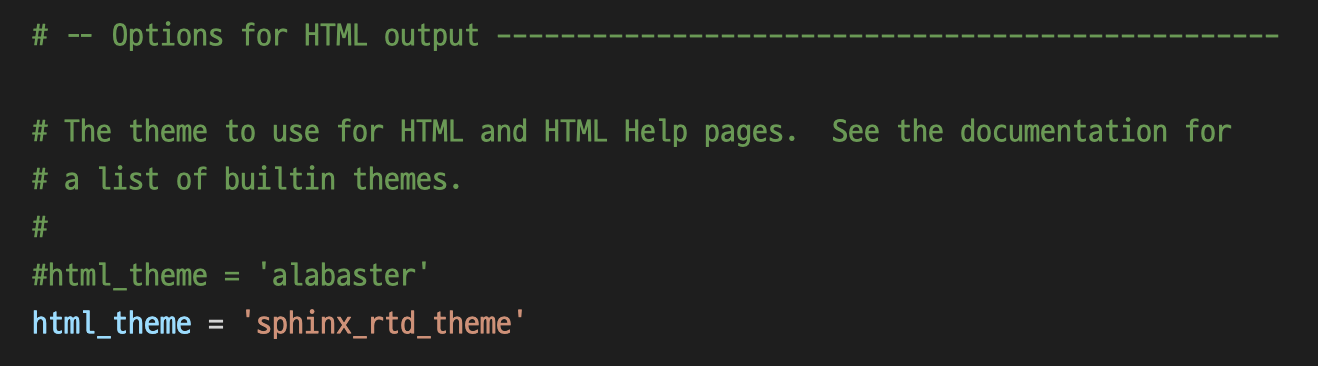 # -- Options for HTML output -------------------------------------------------

# The theme to use for HTML and HTML Help pages.  See the documentation for
# a list of builtin themes.
#
#html_theme = 'alabaster'
html_theme = 'sphinx_rtd_theme'